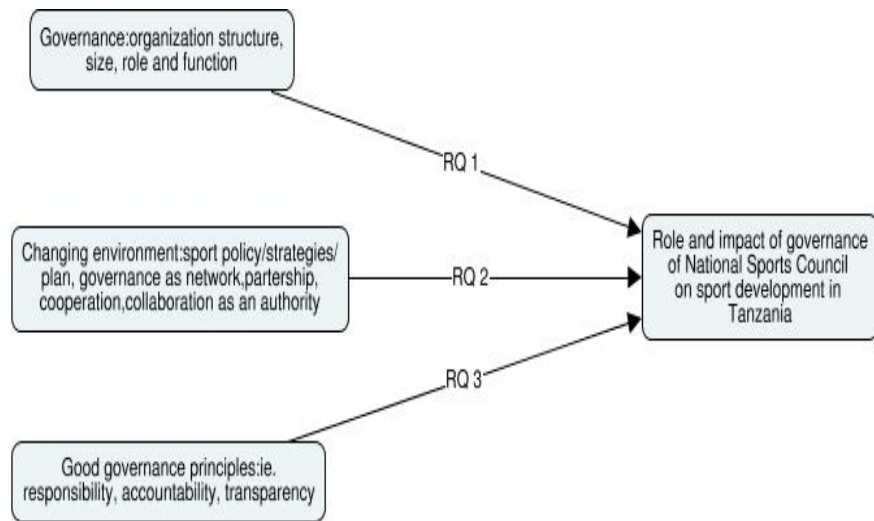 Governance:organization structure,
size, role and function
RQ 1
Changing environment:sport policy/strategies/
plan, governance as network,partership,
cooperation,collaboration as an authority
RQ 2
Role and impact of governance
of National Sports Council
on sport development in
Tanzania
RQ 3
Good governance principles:ie.
responsibility, accountability, transparency